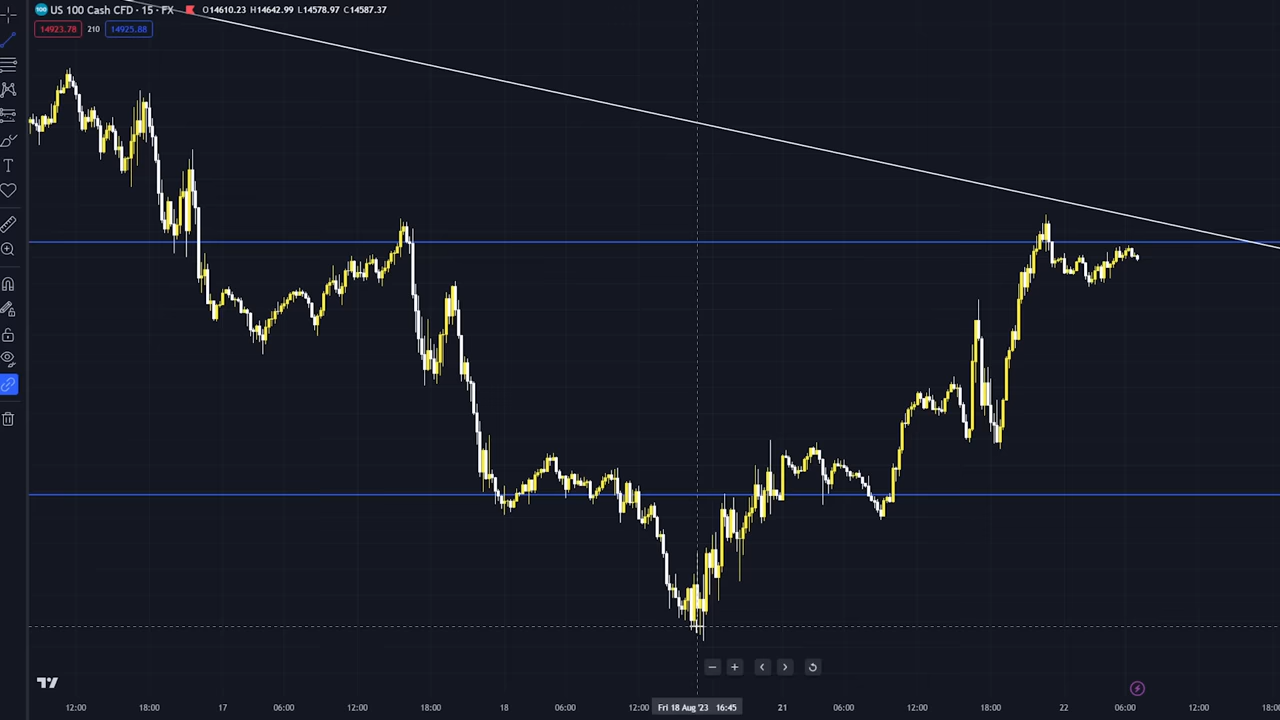 100 US 100 Cash CFD · 15 · FX O14610.23 H14642.99 L14578.97 C14587.37
14923.78 210 14925.88
T
12:00 18:00 17 06:00 12:00 18:00 18 06:00 12:00 Fri 18 Aug '23 16:45 21 06:00 12:00 18:00 22 06:00 12:00 18:00